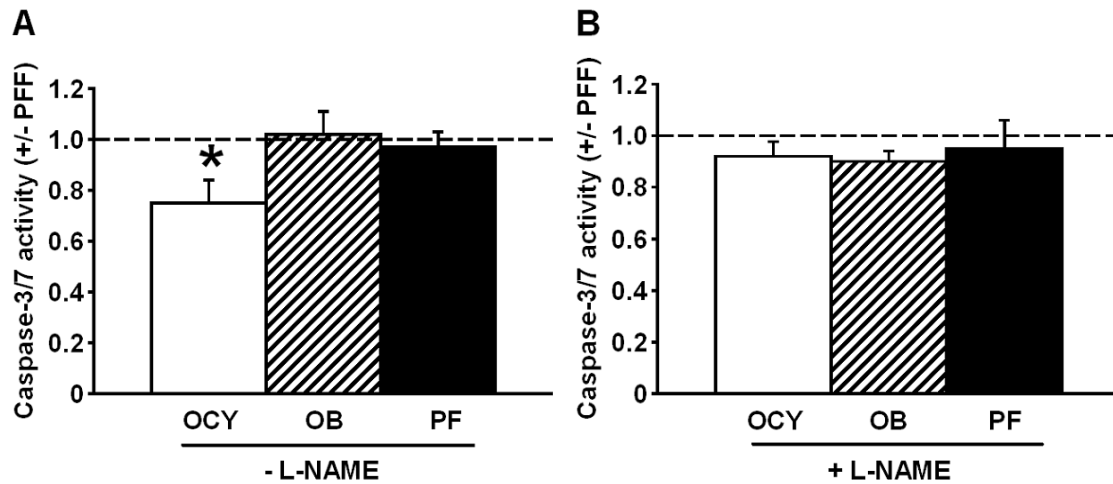 A
Caspase-3/7 activity (+/- PFF)
1.2
1.0
0.8
0.6
0.4
0.2
0
*
OCY OB PF
- L-NAME
B
Caspase-3/7 activity (+/- PFF)
1.2
1.0
0.8
0.6
0.4
0.2
0
OCY OB PF
+ L-NAME